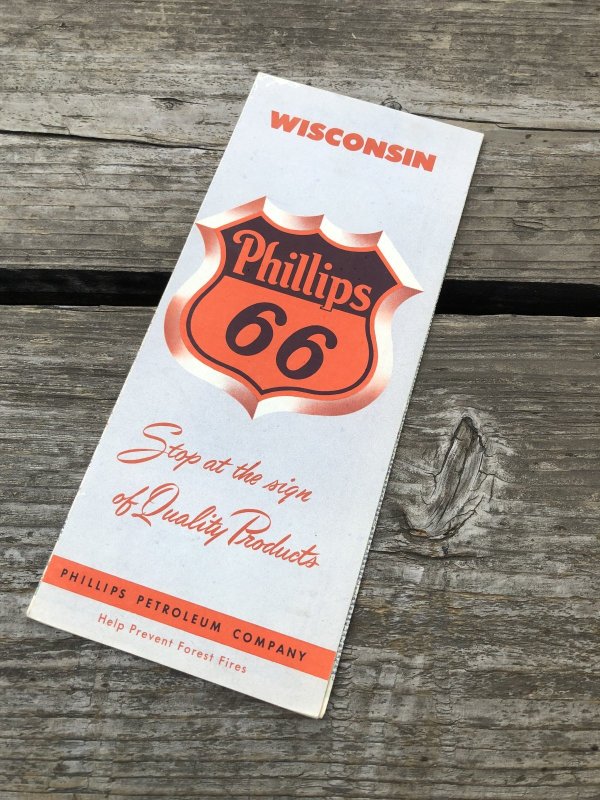 WISCONSIN
Phillips
66
Stop at the sign
of Quality Products
PHILLIPS PETROLEUM COMPANY
Help Prevent Forest Fires